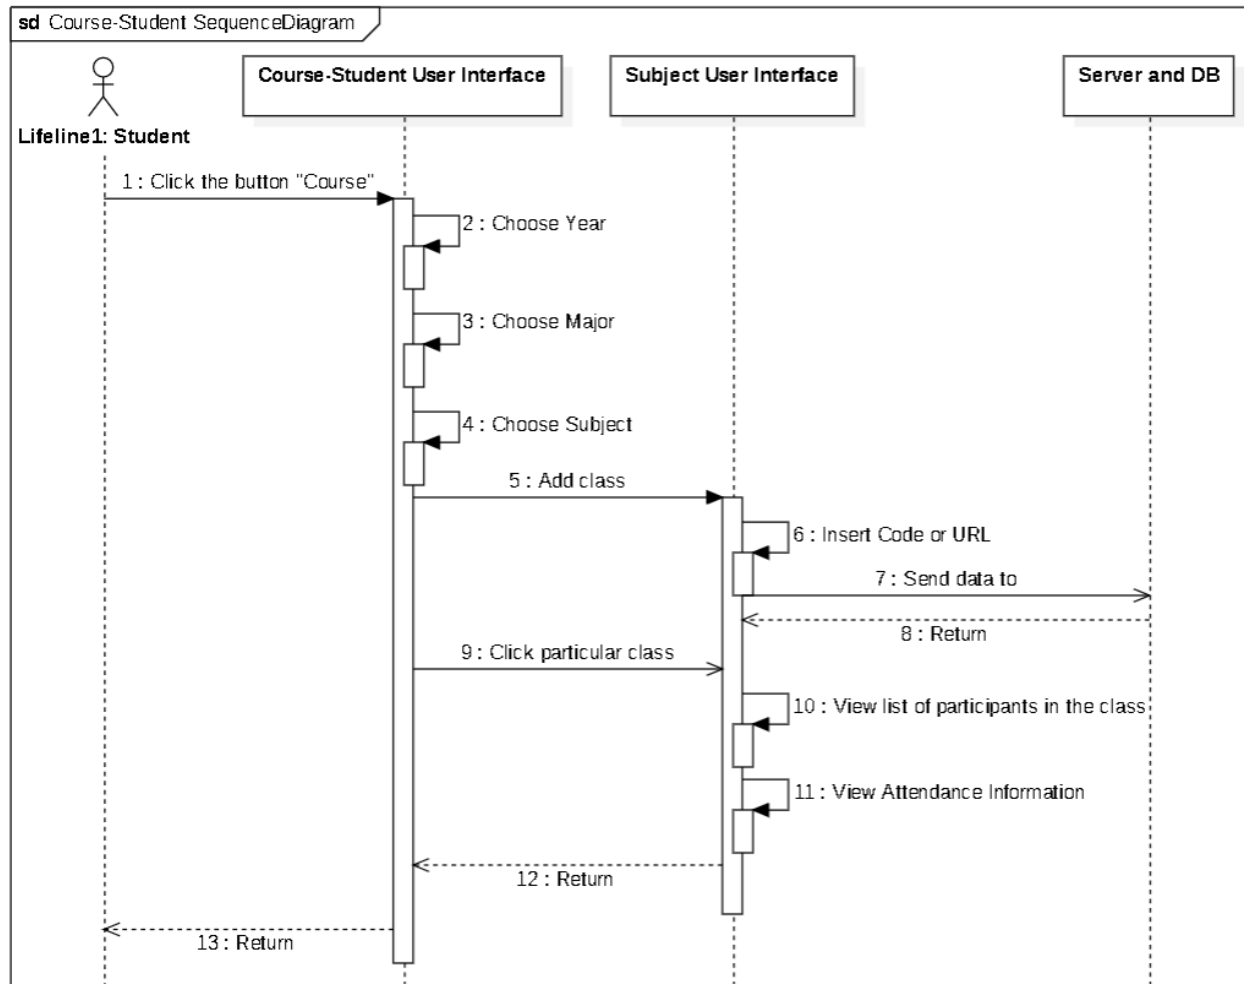 sd Course-Student SequenceDiagram
Course-Student User Interface
Subject User Interface
Server and DB
Lifeline1: Student
1 : Click the button "Course"
2 : Choose Year
3 : Choose Major
4 : Choose Subject
5 : Add class
6 : Insert Code or URL
7 : Send data to
8 : Return
9 : Click particular class
10 : View list of participants in the class
11 : View Attendance Information
12 : Return
13 : Return